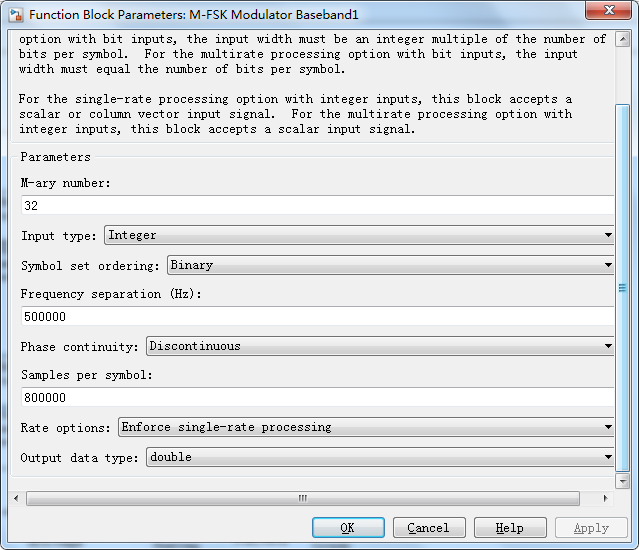 Function Block Parameters: M-FSK Modulator Baseband1
option with bit inputs, the input width must be an integer multiple of the number of
bits per symbol.  For the multirate processing option with bit inputs, the input
width must equal the number of bits per symbol.
For the single-rate processing option with integer inputs, this block accepts a
scalar or column vector input signal.  For the multirate processing option with
integer inputs, this block accepts a scalar input signal.
Parameters
M-ary number:
32
Input type: Integer
Symbol set ordering: Binary
Frequency separation (Hz):
500000
Phase continuity: Discontinuous
Samples per symbol:
800000
Rate options: Enforce single-rate processing
Output data type: double
OK Cancel Help Apply